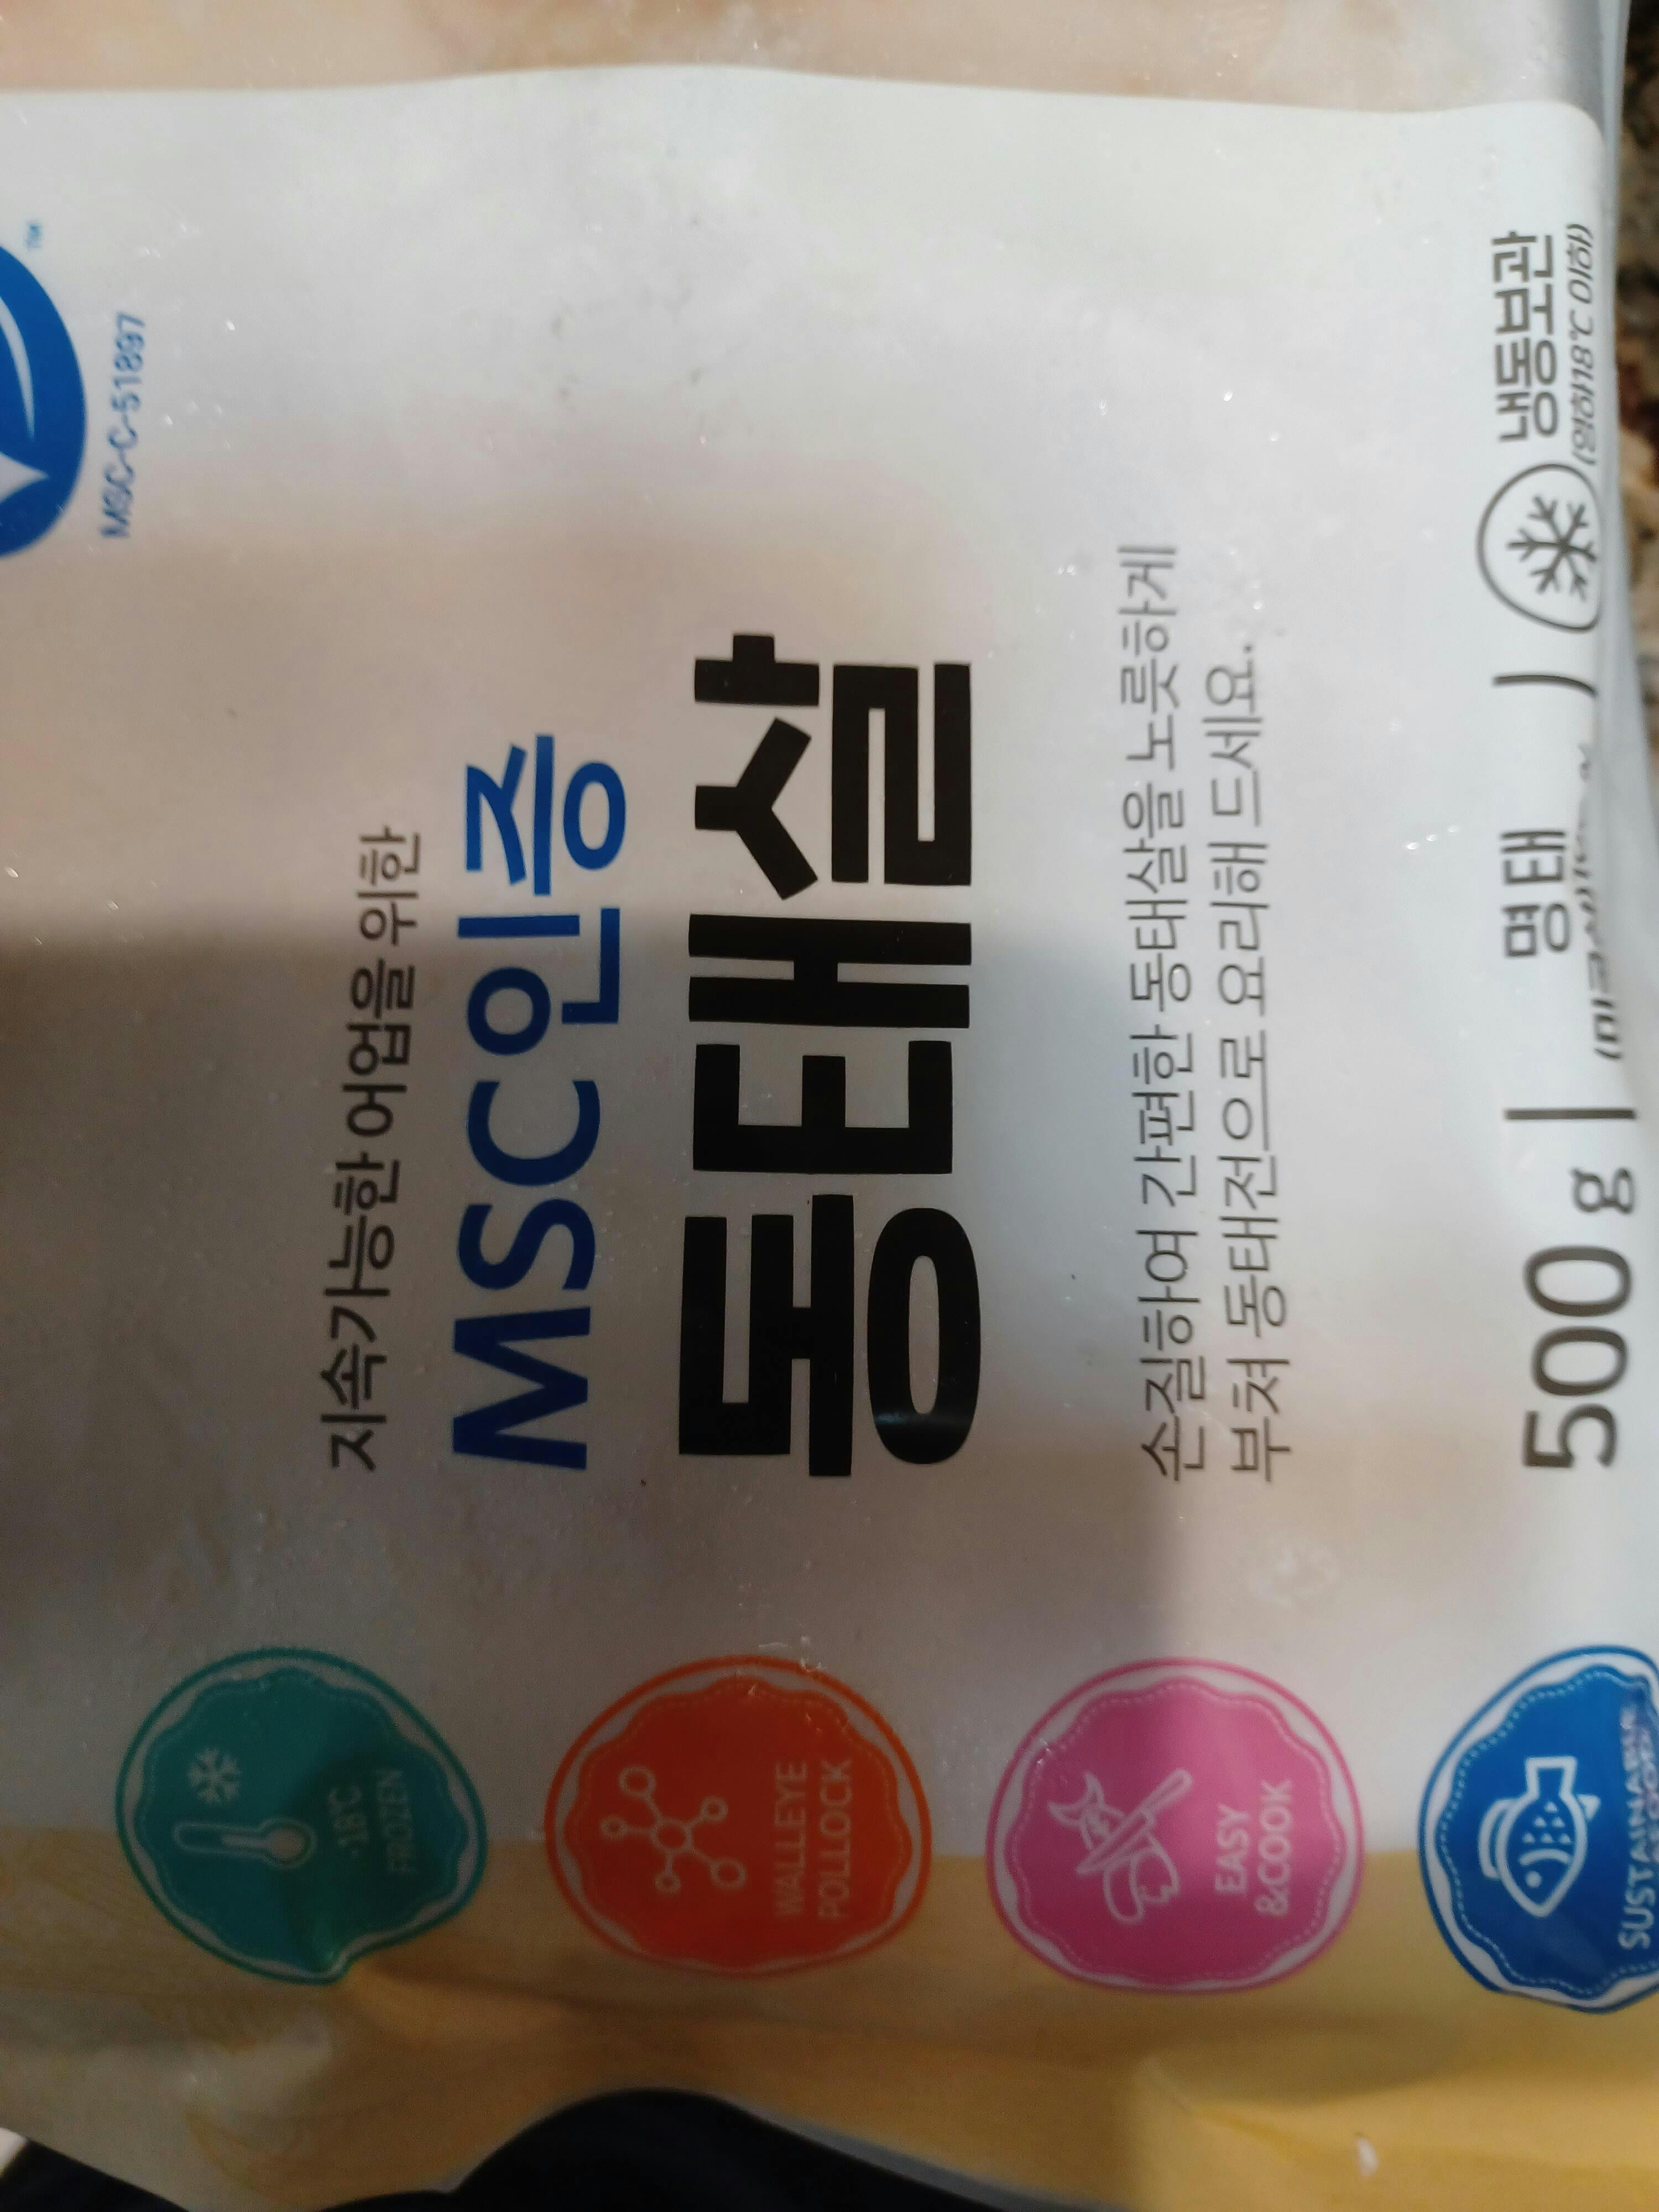 ™
MSC-C-51897
지속가능한 어업을 위한
MSC인증
동태살
손질하여 간편한 동태살을 노릇하게
부쳐 동태전으로 요리해 드세요.
500 g | 명태 | 냉동보관
(영하18℃ 이하)
-18℃
FROZEN
WALLEYE
POLLOCK
EASY
&COOK
SUSTAINABLE